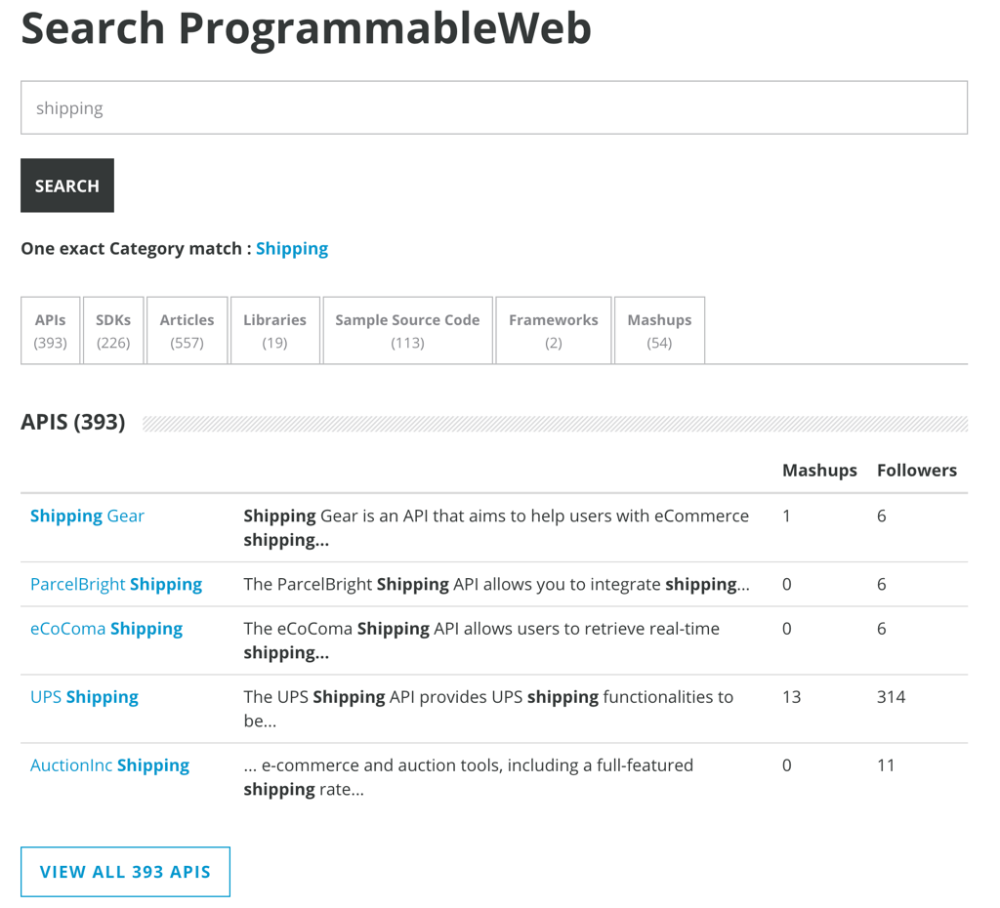 Search ProgrammableWeb
shipping
SEARCH
One exact Category match : Shipping
APIs SDKs Articles Libraries Sample Source Code Frameworks Mashups
(393) (226) (557) (19) (113) (2) (54)
APIS (393)
Mashups Followers
Shipping Gear Shipping Gear is an API that aims to help users with eCommerce 1 6
shipping...
ParcelBright Shipping The ParcelBright Shipping API allows you to integrate shipping... 0 6
eCoComa Shipping The eCoComa Shipping API allows users to retrieve real-time 0 6
shipping...
UPS Shipping The UPS Shipping API provides UPS shipping functionalities to 13 314
be...
AuctionInc Shipping ... e-commerce and auction tools, including a full-featured 0 11
shipping rate...
VIEW ALL 393 APIS